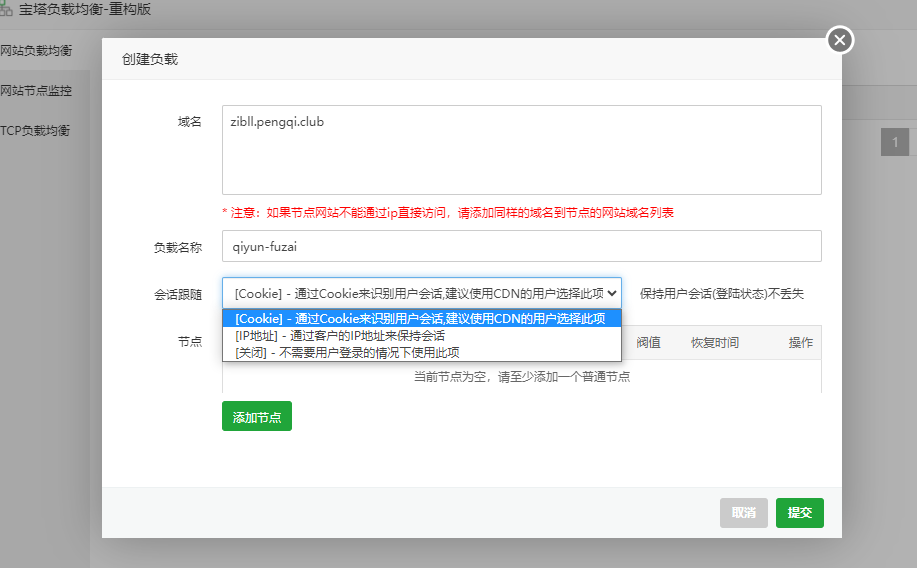 宝塔负载均衡-重构版
网站负载均衡
网站节点监控
TCP负载均衡
创建负载
域名
zibll.pengqi.club
* 注意：如果节点网站不能通过ip直接访问，请添加同样的域名到节点的网站域名列表
负载名称
qiyun-fuzai
会话跟随
[Cookie] - 通过Cookie来识别用户会话,建议使用CDN的用户选择此项
保持用户会话(登陆状态)不丢失
[Cookie] - 通过Cookie来识别用户会话,建议使用CDN的用户选择此项
[IP地址] - 通过客户的IP地址来保持会话
[关闭] - 不需要用户登录的情况下使用此项
节点
阀值 恢复时间 操作
当前节点为空，请至少添加一个普通节点
添加节点
取消
提交
1